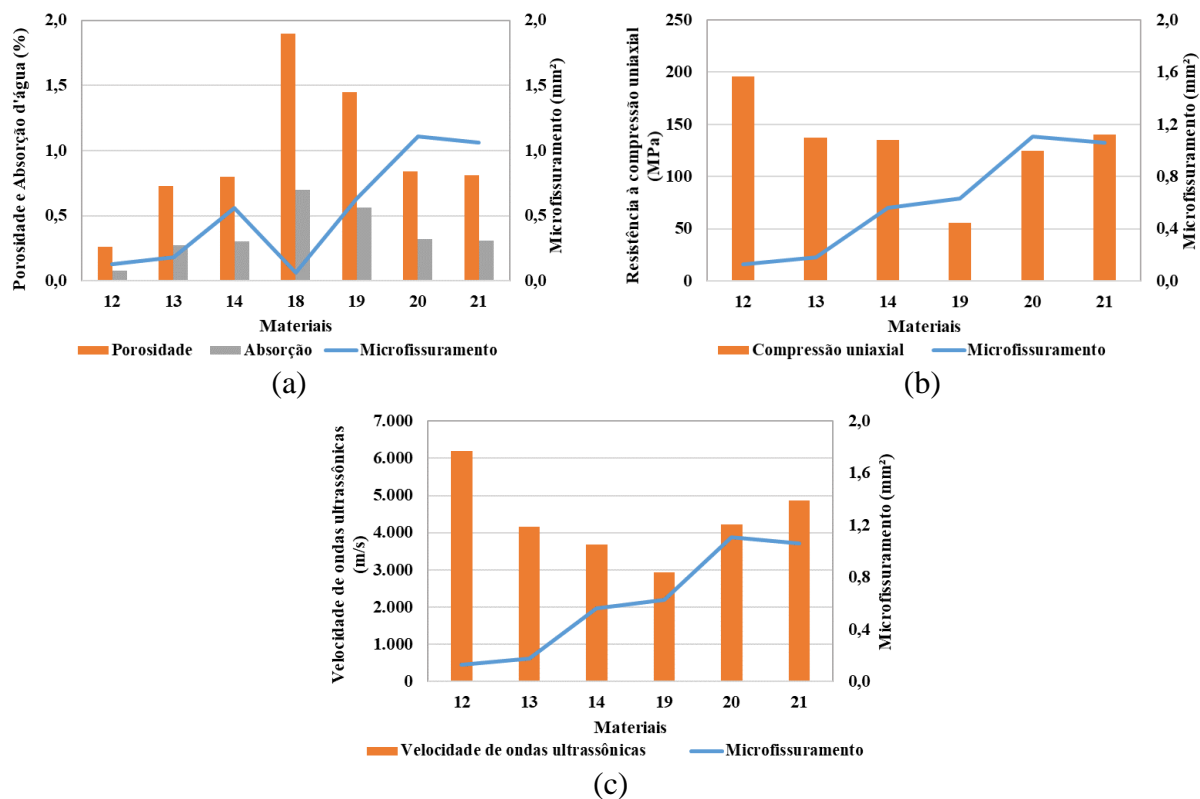 Porosidade e Absorção d'água (%)
2,0
1,5
1,0
0,5
0,0
2,0
1,5
1,0
0,5
0,0
Microfissuramento (mm²)
12 13 14 18 19 20 21
Materiais
Porosidade Absorção Microfissuramento
(a)
Resistência à compressão uniaxial
(MPa)
250
200
150
100
50
0
2,0
1,6
1,2
0,8
0,4
0,0
Microfissuramento (mm²)
12 13 14 19 20 21
Materiais
Compressão uniaxial Microfissuramento
(b)
Velocidade de ondas ultrassônicas
(m/s)
7.000
6.000
5.000
4.000
3.000
2.000
1.000
0
2,0
1,6
1,2
0,8
0,4
0,0
Microfissuramento (mm²)
12 13 14 19 20 21
Materiais
Velocidade de ondas ultrassônicas Microfissuramento
(c)